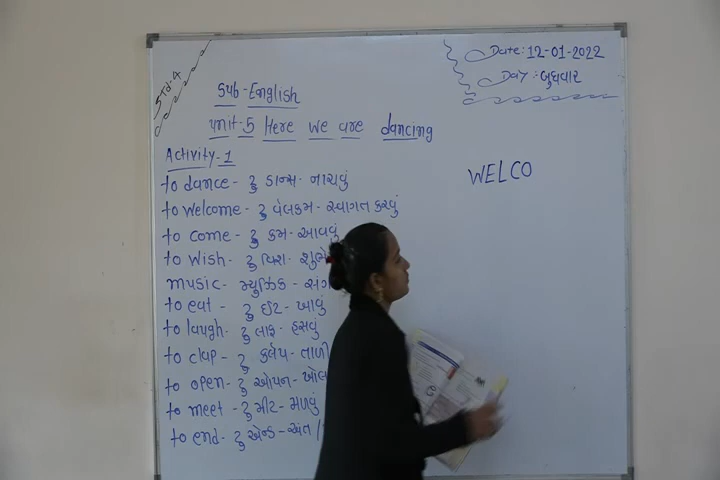 Std-4
Date: 12-01-2022
Day:- બુધવાર
Sub-English
Unit-5 Here we are dancing
Activity-1
WELCO
to dance- ટુ ડાન્સ- નાચવું
to welcome- ટુ વેલકમ- સ્વાગત કરવું
to come- ટુ કમ- આવવું
to wish- ટુ વિશ-
music- મ્યુઝિક-
to eat - ટુ ઈટ- ખાવું
to laugh- ટુ લાફ- હસવું
to clap- ટુ ક્લેપ- તાળી
to open- ટુ ઓપન-
to meet- ટુ મીટ- મળવું
to end- ટુ એન્ડ- અંત/